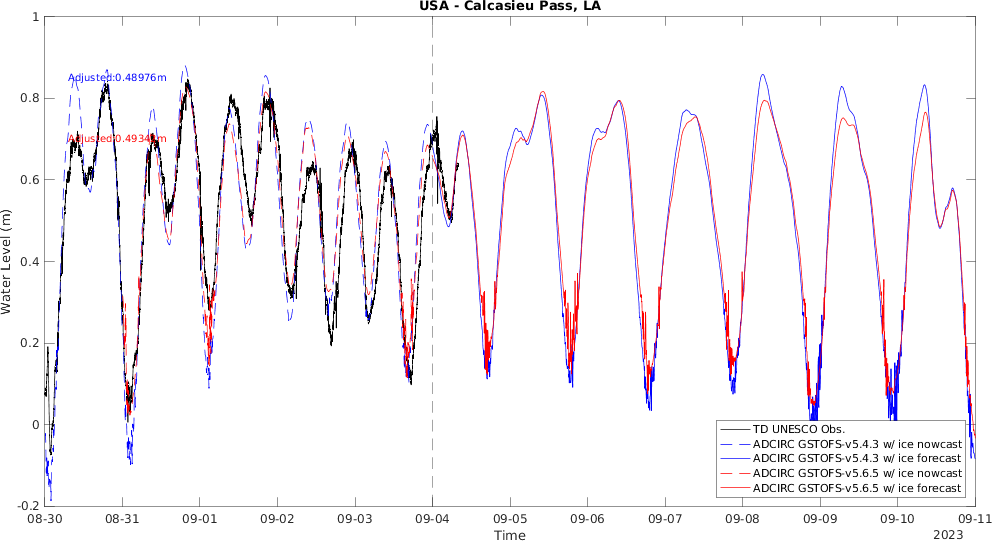 USA - Calcasieu Pass, LA
1
0.8
0.6
0.4
0.2
0
-0.2
Water Level (m)
Adjusted:0.48976m
08-30
08-31
09-01
09-02
09-03
09-04
09-05
09-06
09-07
09-08
09-09
09-10
09-11
Time
2023
TD UNESCO Obs.
ADCIRC GSTOFS-v5.4.3 w/ ice nowcast
ADCIRC GSTOFS-v5.4.3 w/ ice forecast
ADCIRC GSTOFS-v5.6.5 w/ ice nowcast
ADCIRC GSTOFS-v5.6.5 w/ ice forecast